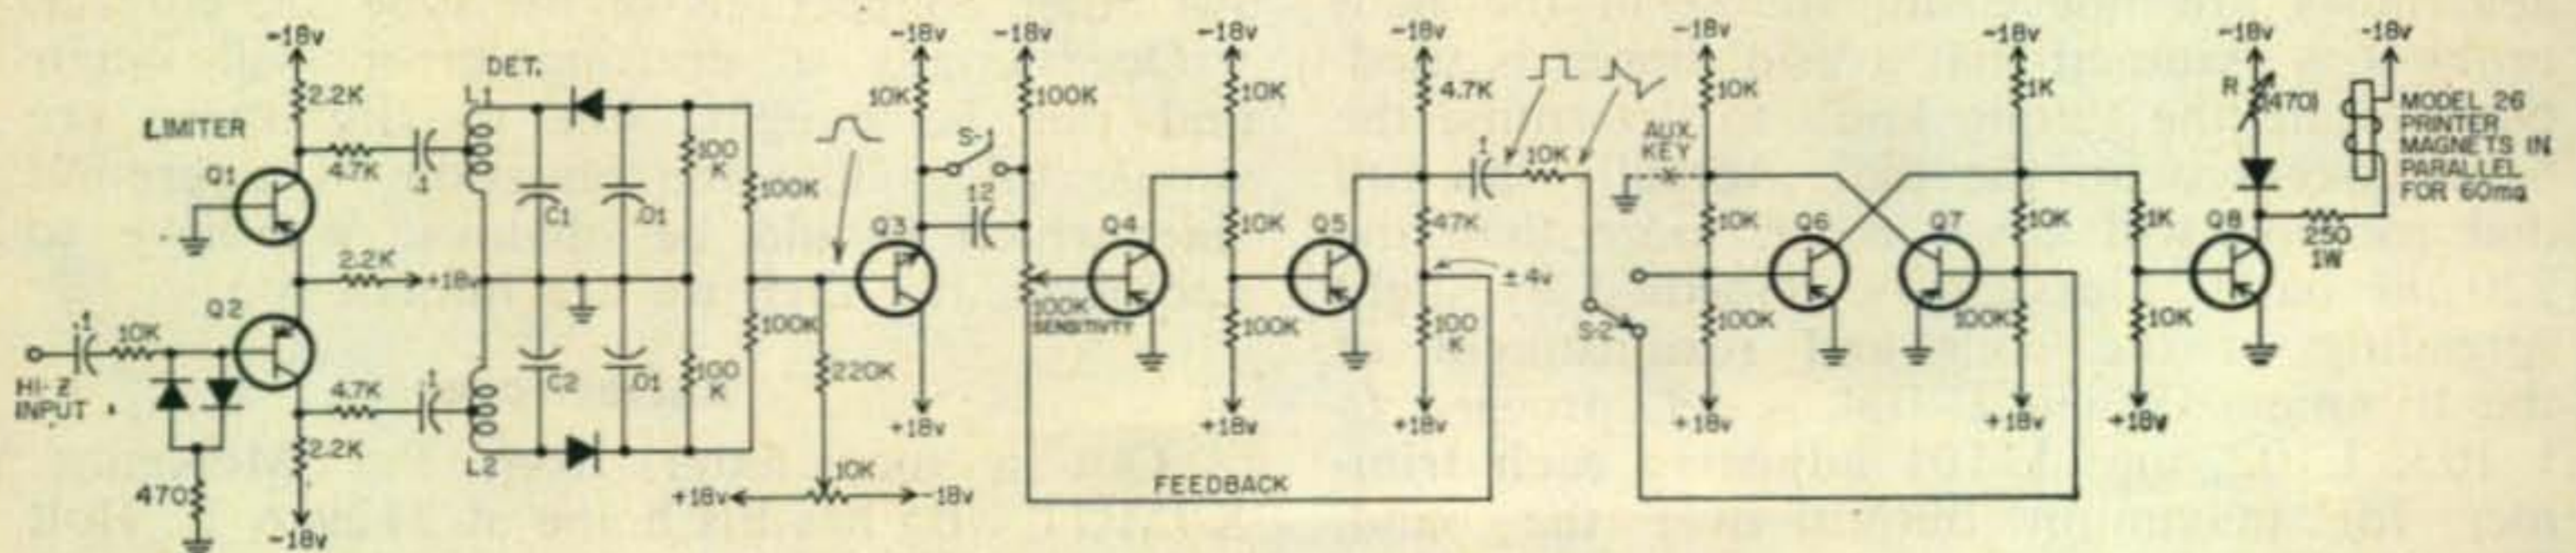 -18v
-18v
-18v
-18v
-18v
-18v
-18v
-18v
-18v
DET.
LIMITER
2.2K
L1
10K
100K
10K
4.7K
10K
1K
R
(470)
MODEL 26
PRINTER
MAGNETS IN
PARALLEL
FOR 60ma
Q1
4.7K
.1
100
K
100K
S-1
12
.1
10K
AUX.
KEY
C1
.01
Q3
Q4
10K
Q5
47K
10K
Q6
Q7
10K
1K
Q8
250
1W
2.2K
+18v
±4v
Q2
.1
10K
HI-Z
INPUT
4.7K
.1
C2
.01
100
K
100K
220K
100K
SENSITIVTY
100K
100
K
S-2
100K
100K
10K
2.2K
L2
+18v
+18v
+18v
+18v
+18v
+18v
470
-18v
+18v
10K
-18v
FEEDBACK